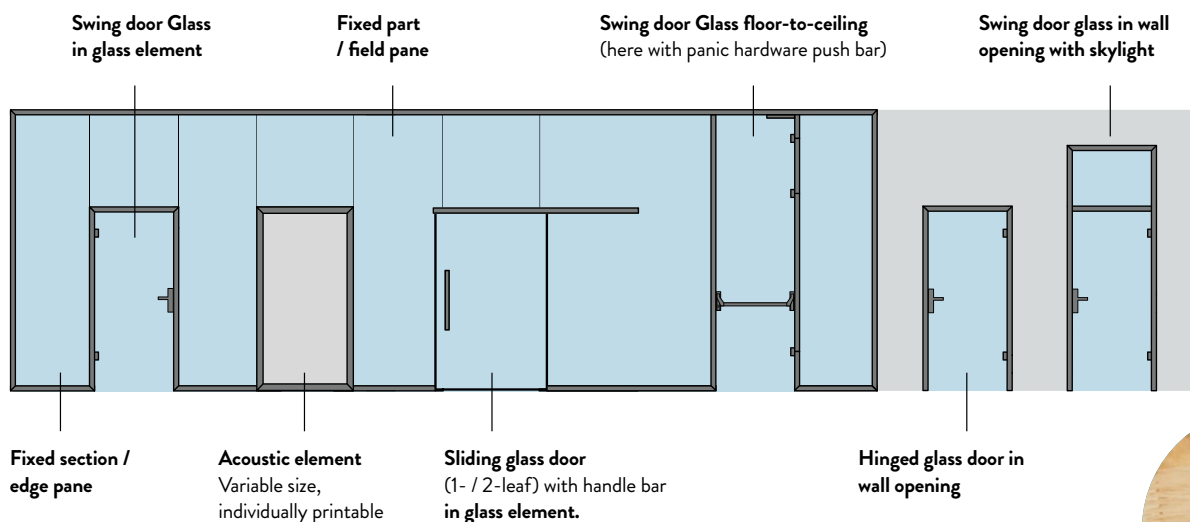 Swing door Glass
in glass element
Fixed part
/ field pane
Swing door Glass floor-to-ceiling
(here with panic hardware push bar)
Swing door glass in wall
opening with skylight
Fixed section /
edge pane
Acoustic element
Variable size,
individually printable
Sliding glass door
(1- / 2-leaf) with handle bar
in glass element.
Hinged glass door in
wall opening